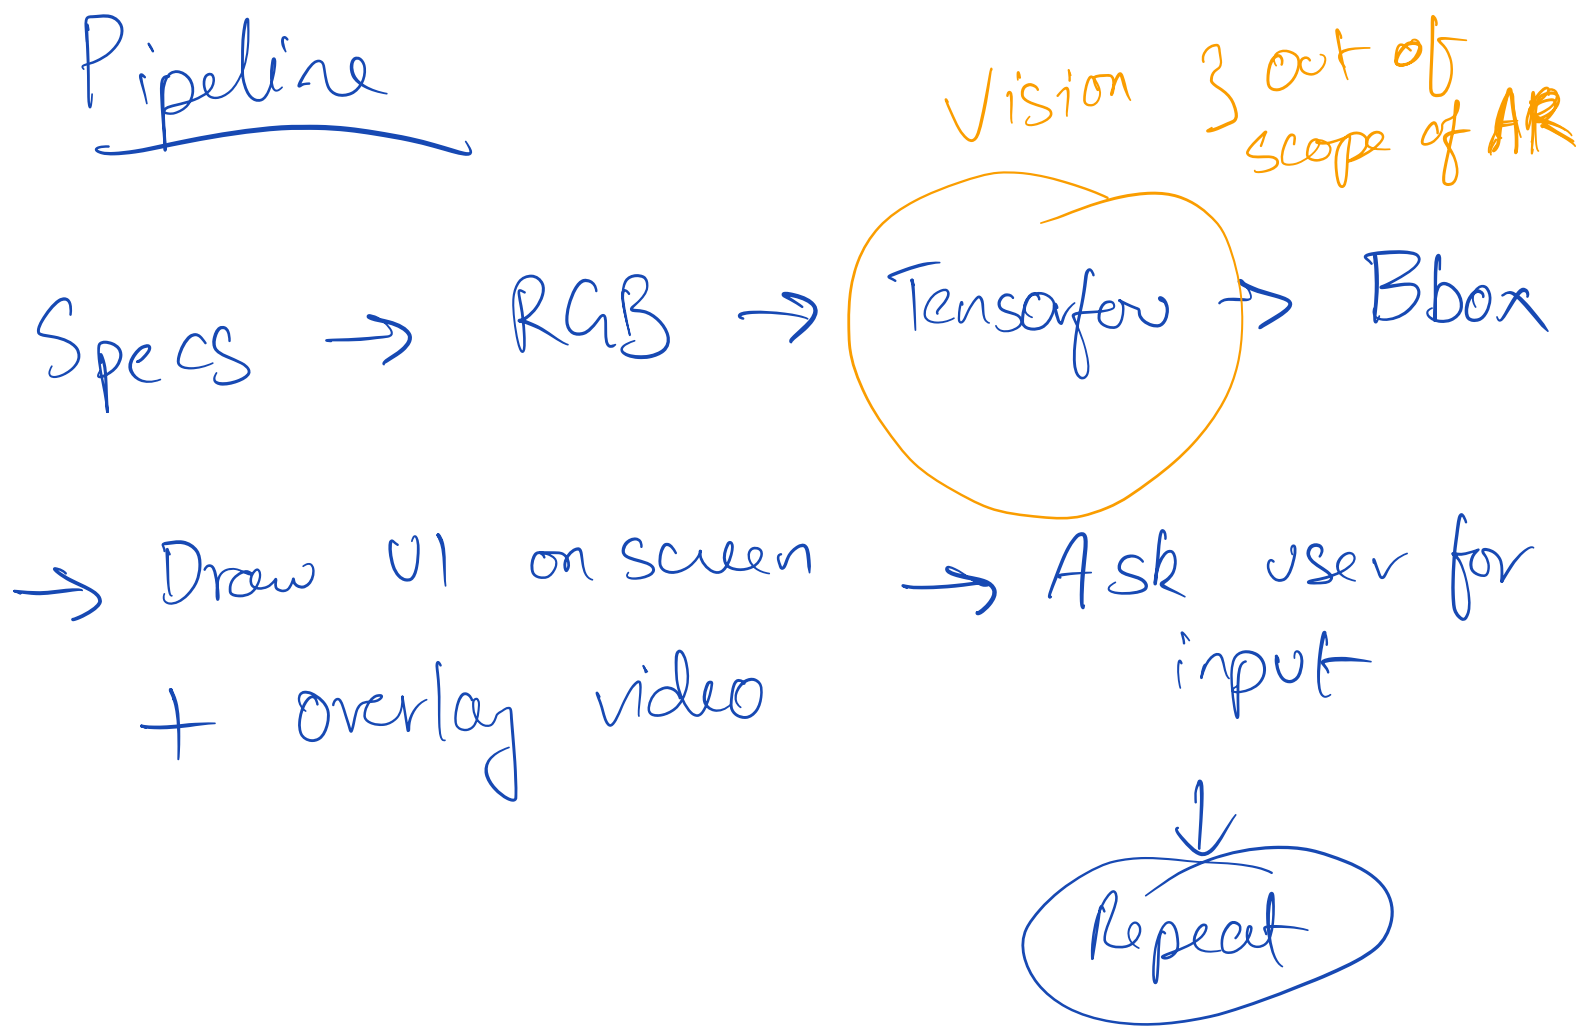 Pipeline
Vision } out of
scope of AR
Specs → RGB → Tensorflow → Bbox
→ Draw UI on screen → Ask user for
input
+ overlay video
↓
Repeat